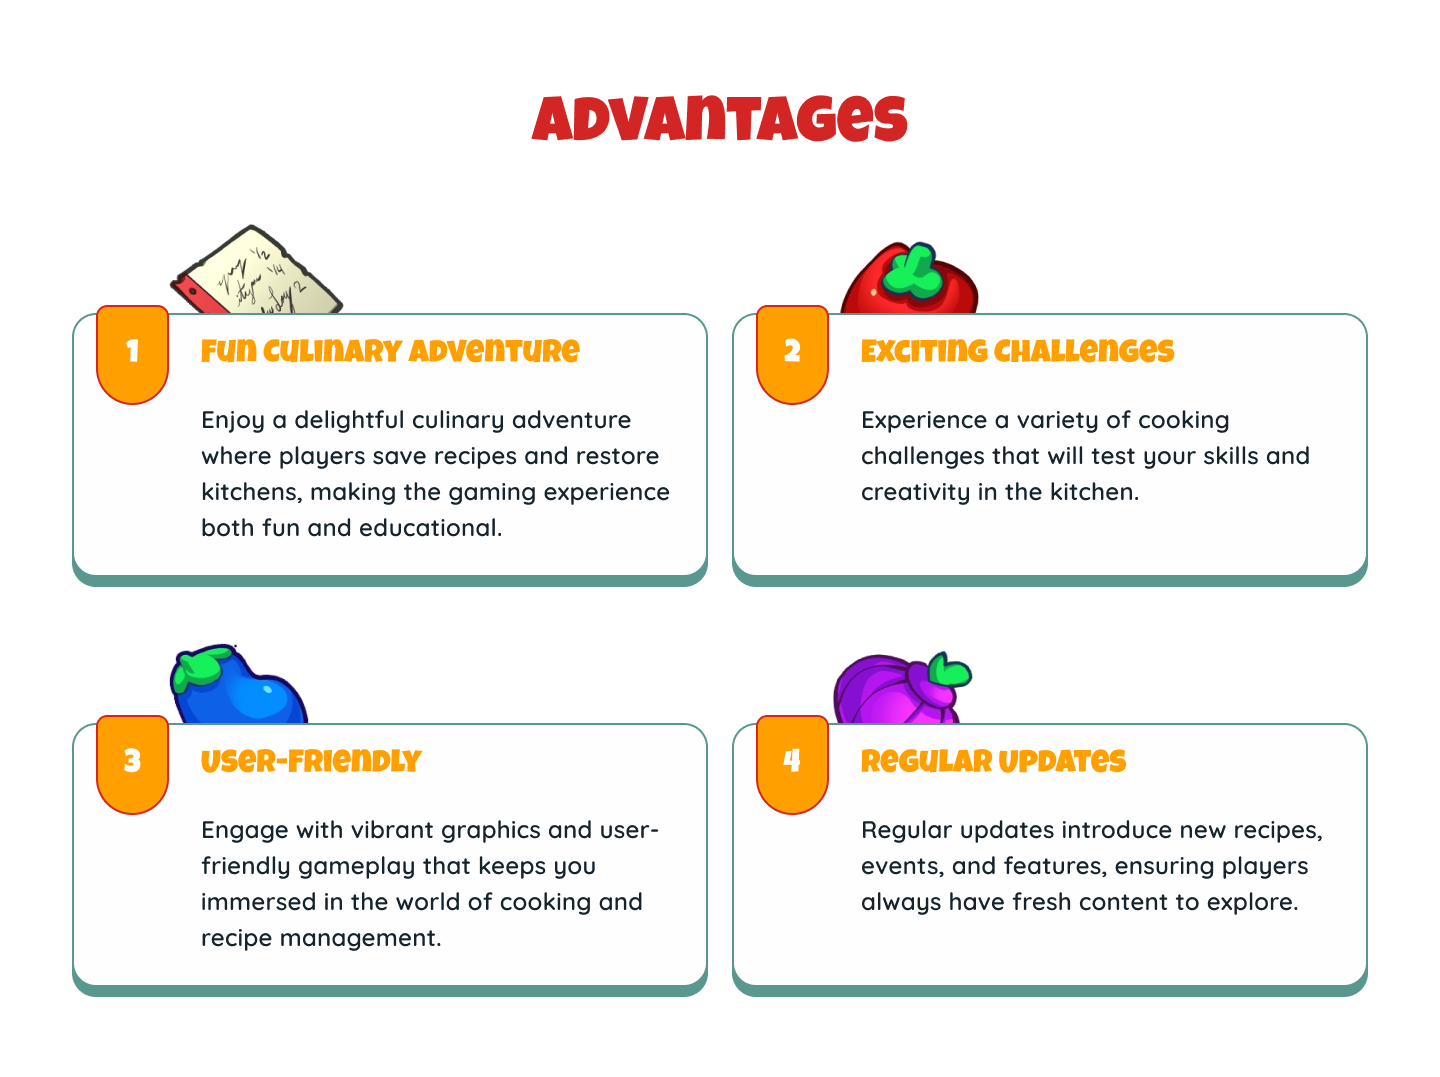 Advantages
1
Fun Culinary Adventure
Enjoy a delightful culinary adventure
where players save recipes and restore
kitchens, making the gaming experience
both fun and educational.
2
Exciting Challenges
Experience a variety of cooking
challenges that will test your skills and
creativity in the kitchen.
3
User-Friendly
Engage with vibrant graphics and user-
friendly gameplay that keeps you
immersed in the world of cooking and
recipe management.
4
Regular Updates
Regular updates introduce new recipes,
events, and features, ensuring players
always have fresh content to explore.